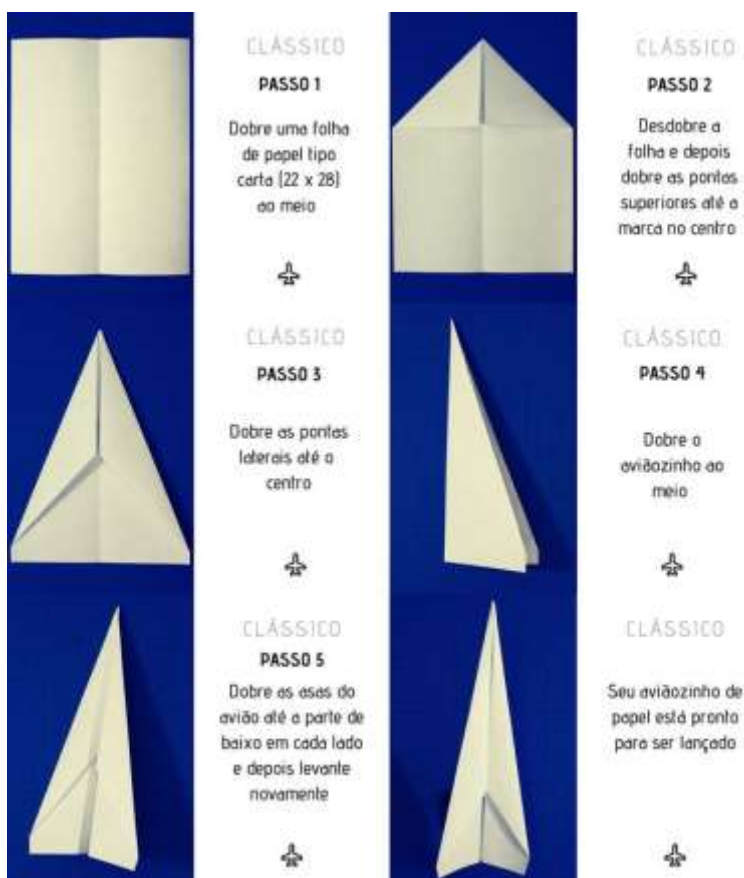 CLÁSSICO
PASSO 1
Dobre uma folha
de papel tipo
carta (22 x 28)
ao meio
CLÁSSICO
PASSO 2
Desdobre a
folha e depois
dobre as pontas
superiores até a
marca no centro
CLÁSSICO
PASSO 3
Dobre as pontas
laterais até o
centro
CLÁSSICO
PASSO 4
Dobre o
aviãozinho ao
meio
CLÁSSICO
PASSO 5
Dobre as asas do
avião até a parte de
baixo em cada lado
e depois levante
novamente
CLÁSSICO
Seu aviãozinho de
papel está pronto
para ser lançado